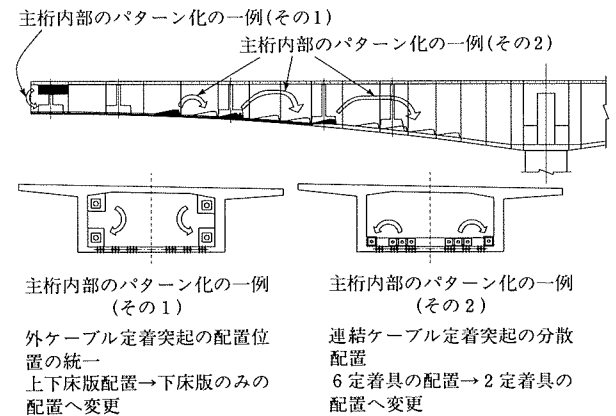 主桁内部のパターン化の一例(その1)
主桁内部のパターン化の一例(その2)
主桁内部のパターン化の一例
(その1)
外ケーブル定着突起の配置位
置の統一
上下床版配置→下床版のみの
配置へ変更
主桁内部のパターン化の一例
(その2)
連結ケーブル定着突起の分散
配置
6定着具の配置→2定着具の
配置へ変更